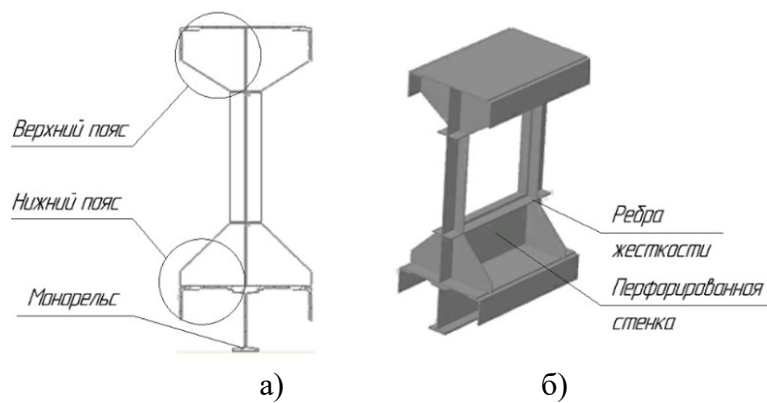 Верхний пояс
Нижний пояс
Монорельс
Ребра
жесткости
Перфорированная
стенка
а)
б)